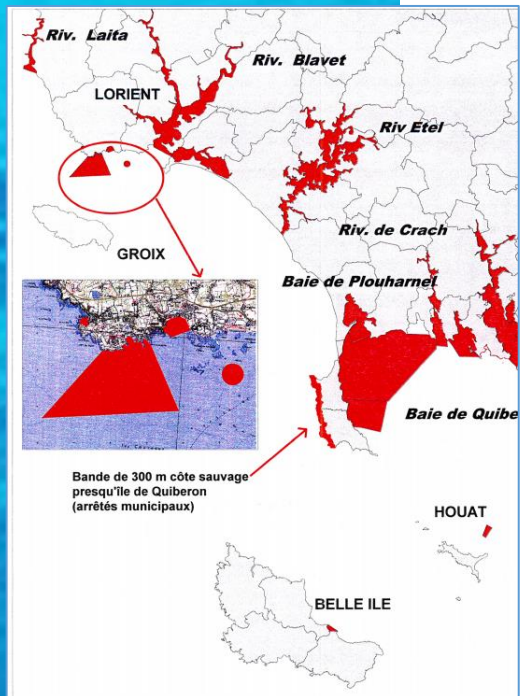 Riv. Laita
Riv. Blavet
LORIENT
Riv Etel
Riv. de Crach
GROIX
Baie de Plouharnel
Baie de Quibe
Bande de 300 m côte sauvage
presqu'île de Quiberon
(arrêtés municipaux)
HOUAT
BELLE ILE